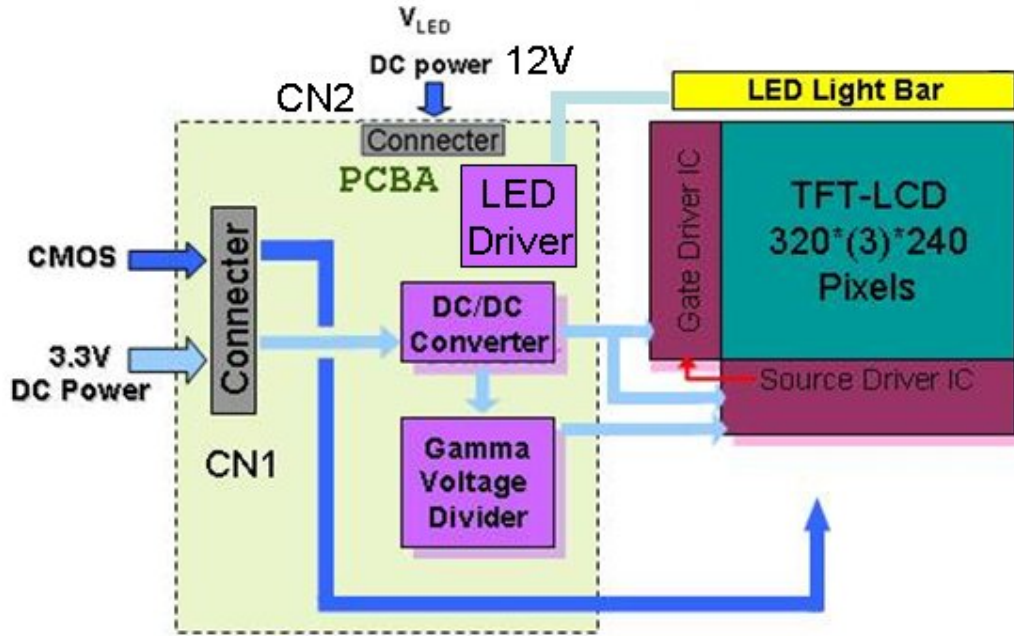 V_LED
DC power 12V
CN2
LED Light Bar
Connecter
PCBA
LED
Driver
Gate Driver IC
TFT-LCD
320*(3)*240
Pixels
CMOS
Connecter
DC/DC
Converter
3.3V
DC Power
Source Driver IC
CN1
Gamma
Voltage
Divider